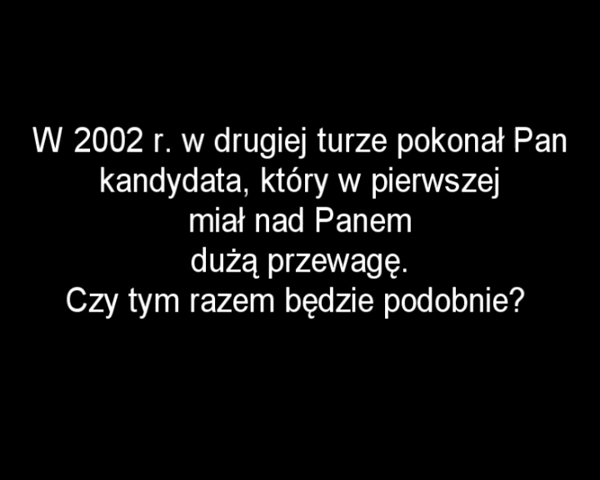 W 2002 r. w drugiej turze pokonał Pan
kandydata, który w pierwszej
miał nad Panem
dużą przewagę.
Czy tym razem będzie podobnie?